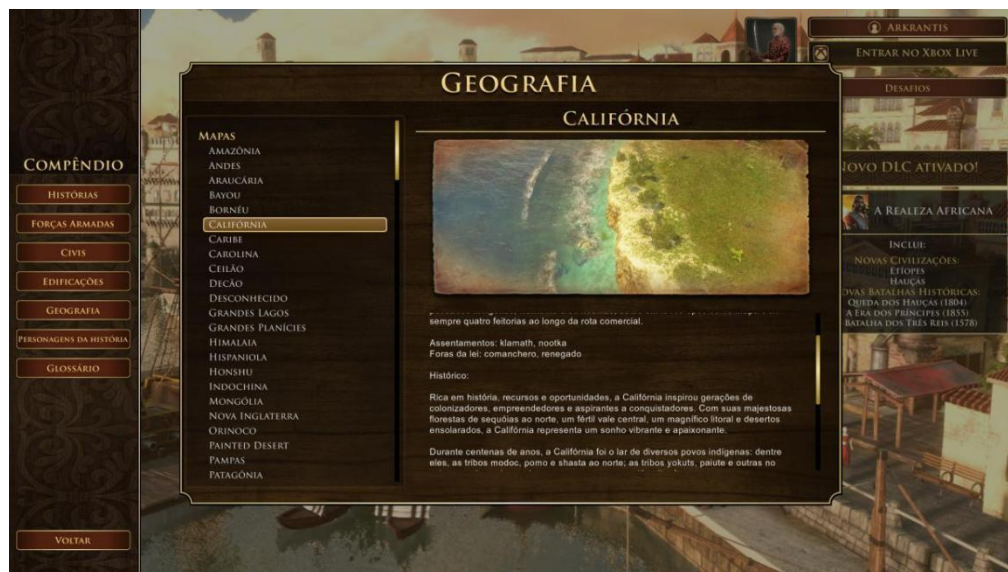 Arkrantis
Entrar no Xbox Live
Desafios
Novo DLC ativado!
A Realeza Africana
Inclui:
Novas Civilizações:
Etíopes
Hauçás
Novas Batalhas Históricas:
Queda dos Hauçás (1804)
A Era dos Príncipes (1855)
Batalha dos Três Reis (1578)
Compêndio
Histórias
Forças Armadas
Civis
Edificações
Geografia
Personagens da história
Glossário
Voltar
Geografia
Mapas
Amazônia
Andes
Araucária
Bayou
Bornéu
Califórnia
Caribe
Carolina
Ceilão
Decão
Desconhecido
Grandes Lagos
Grandes Planícies
Himalaia
Hispaniola
Honshu
Indochina
Mongólia
Nova Inglaterra
Orinoco
Painted Desert
Pampas
Patagônia
Califórnia
sempre quatro feitorias ao longo da rota comercial.
Assentamentos: klamath, nootka
Foras da lei: comanchero, renegado
Histórico:
Rica em história, recursos e oportunidades, a Califórnia inspirou gerações de
colonizadores, empreendedores e aspirantes a conquistadores. Com suas majestosas
florestas de sequóias ao norte, um fértil vale central, um magnífico litoral e desertos
ensolarados, a Califórnia representa um sonho vibrante e apaixonante.
Durante centenas de anos, a Califórnia foi o lar de diversos povos indígenas: dentre
eles, as tribos modoc, pomo e shasta ao norte; as tribos yokuts, paiute e outras no